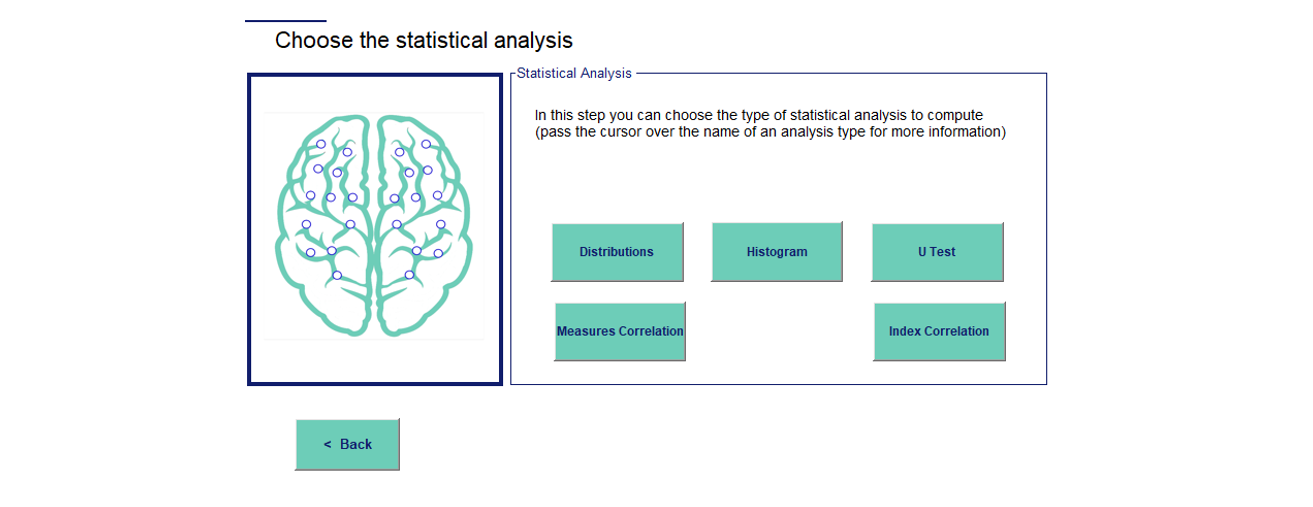 Choose the statistical analysis
Statistical Analysis
In this step you can choose the type of statistical analysis to compute
(pass the cursor over the name of an analysis type for more information)
Distributions
Histogram
U Test
Measures Correlation
Index Correlation
< Back